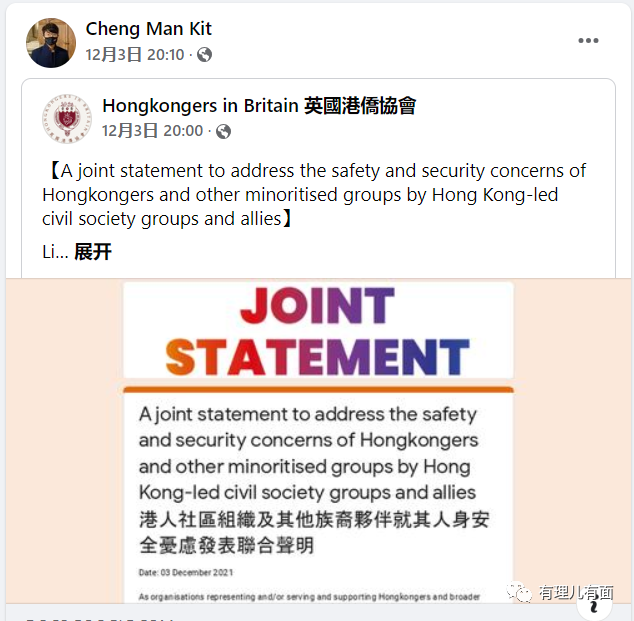 Cheng Man Kit
12月3日 20:10
Hongkongers in Britain 英國港僑協會
12月3日 20:00
【A joint statement to address the safety and security concerns of
Hongkongers and other minoritised groups by Hong Kong-led
civil society groups and allies】
Li... 展开
JOINT
STATEMENT
A joint statement to address the safety
and security concerns of Hongkongers
and other minoritised groups by Hong
Kong-led civil society groups and allies
港人社區組織及其他族裔夥伴就其人身安
全憂慮發表聯合聲明
Date: 03 December 2021
As organisations representing and/or serving and supporting Hongkongers and broader
有理儿有面